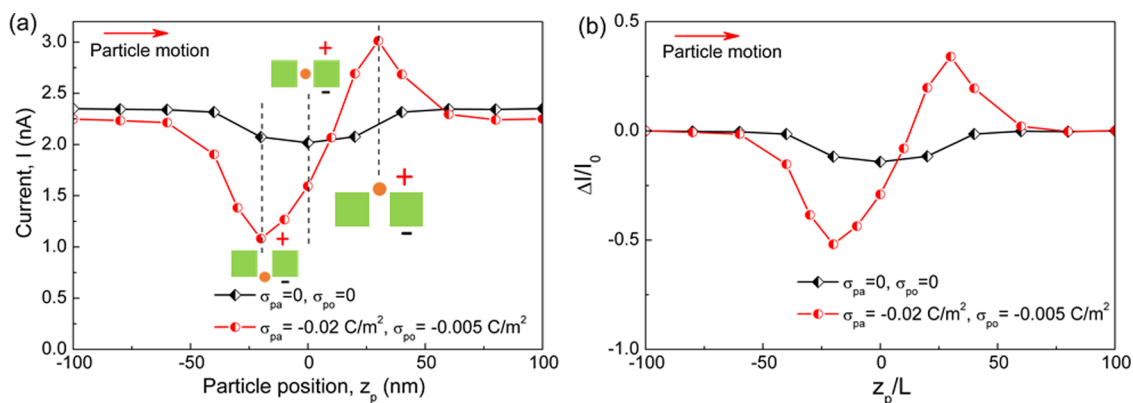 (a)
Particle motion
+
-
+
-
+
-
σpa=0, σpo=0
σpa= -0.02 C/m², σpo= -0.005 C/m²
3.0
2.5
2.0
1.5
1.0
0.5
0.0
Current, I (nA)
-100 -50 0 50 100
Particle position, zp (nm)
(b)
Particle motion
σpa=0, σpo=0
σpa= -0.02 C/m², σpo= -0.005 C/m²
0.5
0.0
-0.5
-1.0
ΔI/I₀
-100 -50 0 50 100
zp/L